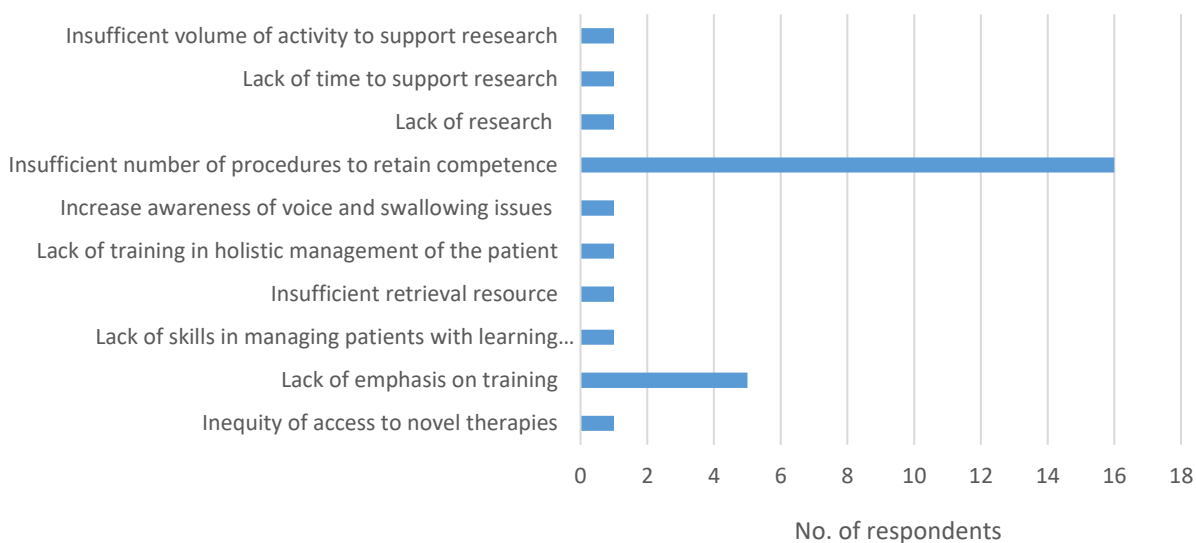 Insufficent volume of activity to support reesearch
Lack of time to support research
Lack of research
Insufficient number of procedures to retain competence
Increase awareness of voice and swallowing issues
Lack of training in holistic management of the patient
Insufficient retrieval resource
Lack of skills in managing patients with learning...
Lack of emphasis on training
Inequity of access to novel therapies
0 2 4 6 8 10 12 14 16 18
No. of respondents